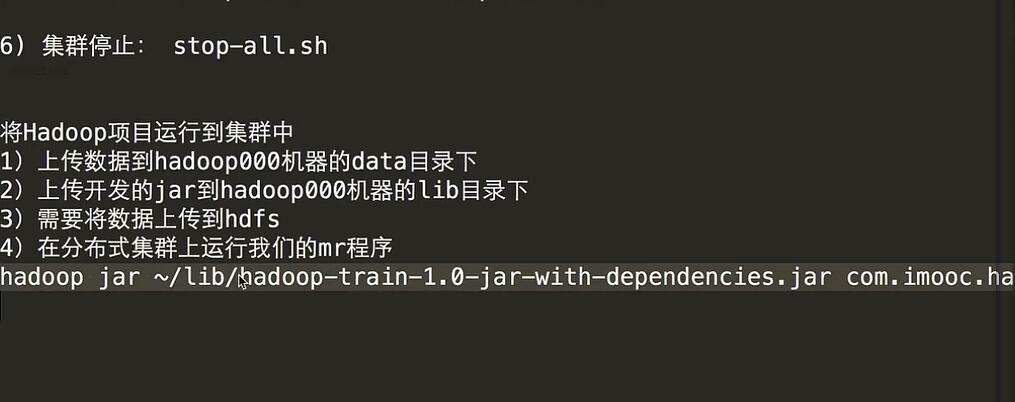 6) 集群停止： stop-all.sh
将Hadoop项目运行到集群中
1）上传数据到hadoop000机器的data目录下
2）上传开发的jar到hadoop000机器的lib目录下
3）需要将数据上传到hdfs
4）在分布式集群上运行我们的mr程序
hadoop jar ~/lib/hadoop-train-1.0-jar-with-dependencies.jar com.imooc.ha